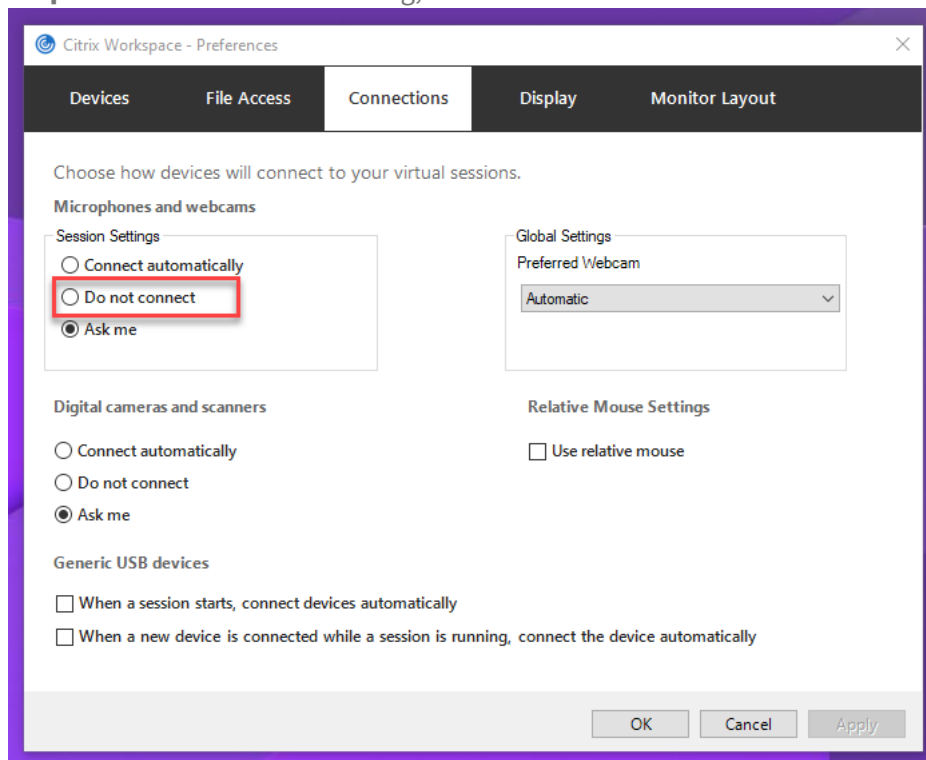 Citrix Workspace - Preferences
Devices File Access Connections Display Monitor Layout
Choose how devices will connect to your virtual sessions.
Microphones and webcams
Session Settings
Connect automatically
Do not connect
Ask me
Global Settings
Preferred Webcam
Automatic
Digital cameras and scanners
Connect automatically
Do not connect
Ask me
Relative Mouse Settings
Use relative mouse
Generic USB devices
When a session starts, connect devices automatically
When a new device is connected while a session is running, connect the device automatically
OK Cancel Apply